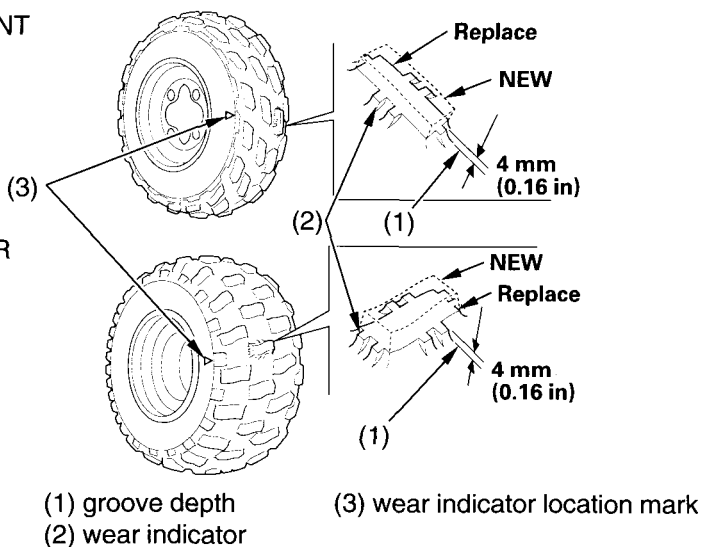 NT
Replace
NEW
4 mm
(0.16 in)
(3)
(2)
(1)
R
NEW
Replace
4 mm
(0.16 in)
(1)
(1) groove depth
(2) wear indicator
(3) wear indicator location mark